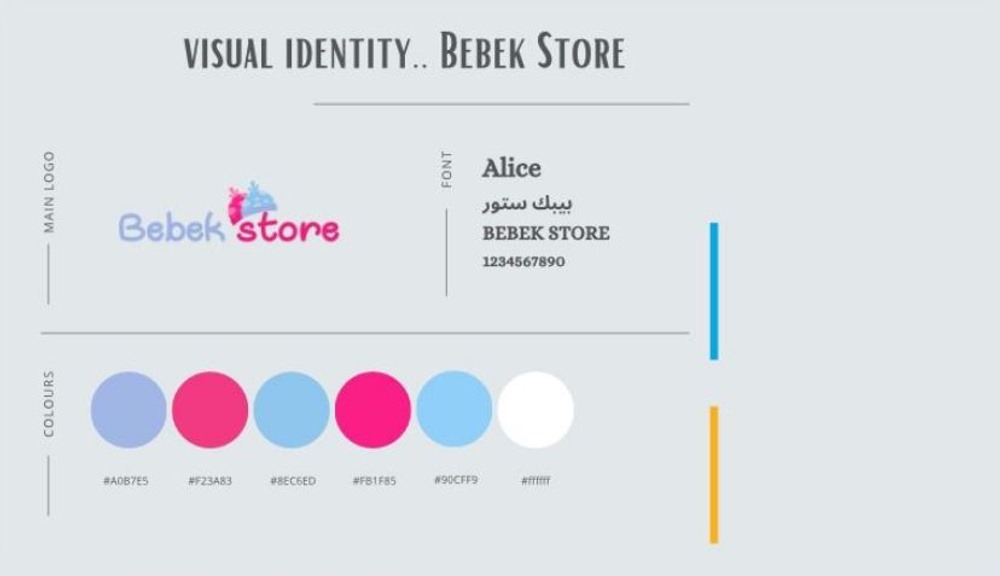 VISUAL IDENTITY.. BEBEK STORE
MAIN LOGO
Bebek store
FONT
Alice
بيبك ستور
BEBEK STORE
1234567890
COLOURS
#A0B7E5 #F23A83 #8EC6ED #FB1F85 #90CFF9 #ffffff